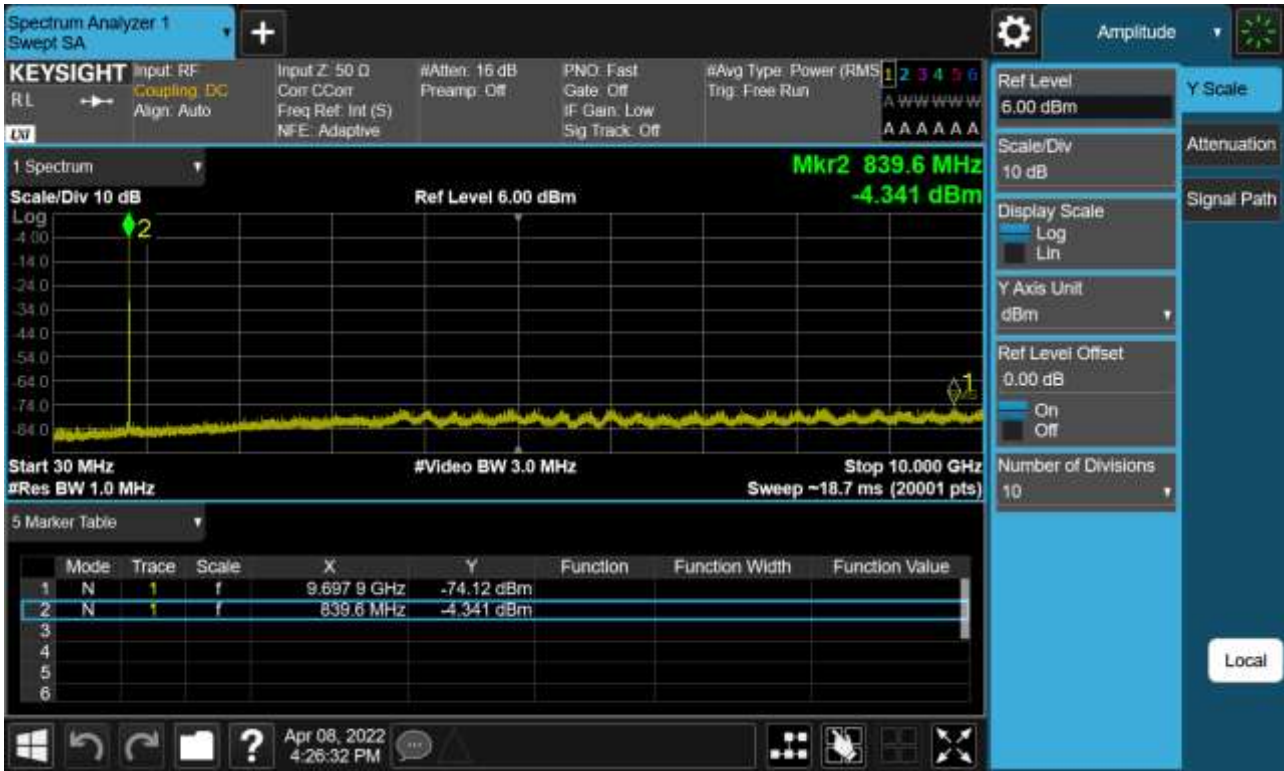 Spectrum Analyzer 1
Swept SA
Amplitude
KEYSIGHT
RL
Input: RF
Coupling: DC
Align: Auto
Input Z: 50 Ω
Corr CCorr
Freq Ref: Int (S)
NFE: Adaptive
#Atten: 16 dB
Preamp: Off
PNO: Fast
Gate: Off
IF Gain: Low
Sig Track: Off
#Avg Type: Power (RMS
Trig: Free Run
1 2 3 4 5 6
A W W W W W
A A A A A A
1 Spectrum
Mkr2 839.6 MHz
Scale/Div 10 dB
Ref Level 6.00 dBm
-4.341 dBm
Log
2
-4.00
-14.0
-24.0
-34.0
-44.0
-54.0
-64.0
1
-74.0
-84.0
Start 30 MHz
#Video BW 3.0 MHz
Stop 10.000 GHz
#Res BW 1.0 MHz
Sweep ~18.7 ms (20001 pts)
5 Marker Table
Mode Trace Scale X Y Function Function Width Function Value
1 N 1 f 9.697 9 GHz -74.12 dBm
2 N 1 f 839.6 MHz -4.341 dBm
3
4
5
6
Apr 08, 2022
4:26:32 PM
Ref Level
6.00 dBm
Scale/Div
10 dB
Display Scale
Log
Lin
Y Axis Unit
dBm
Ref Level Offset
0.00 dB
On
Off
Number of Divisions
10
Y Scale
Attenuation
Signal Path
Local